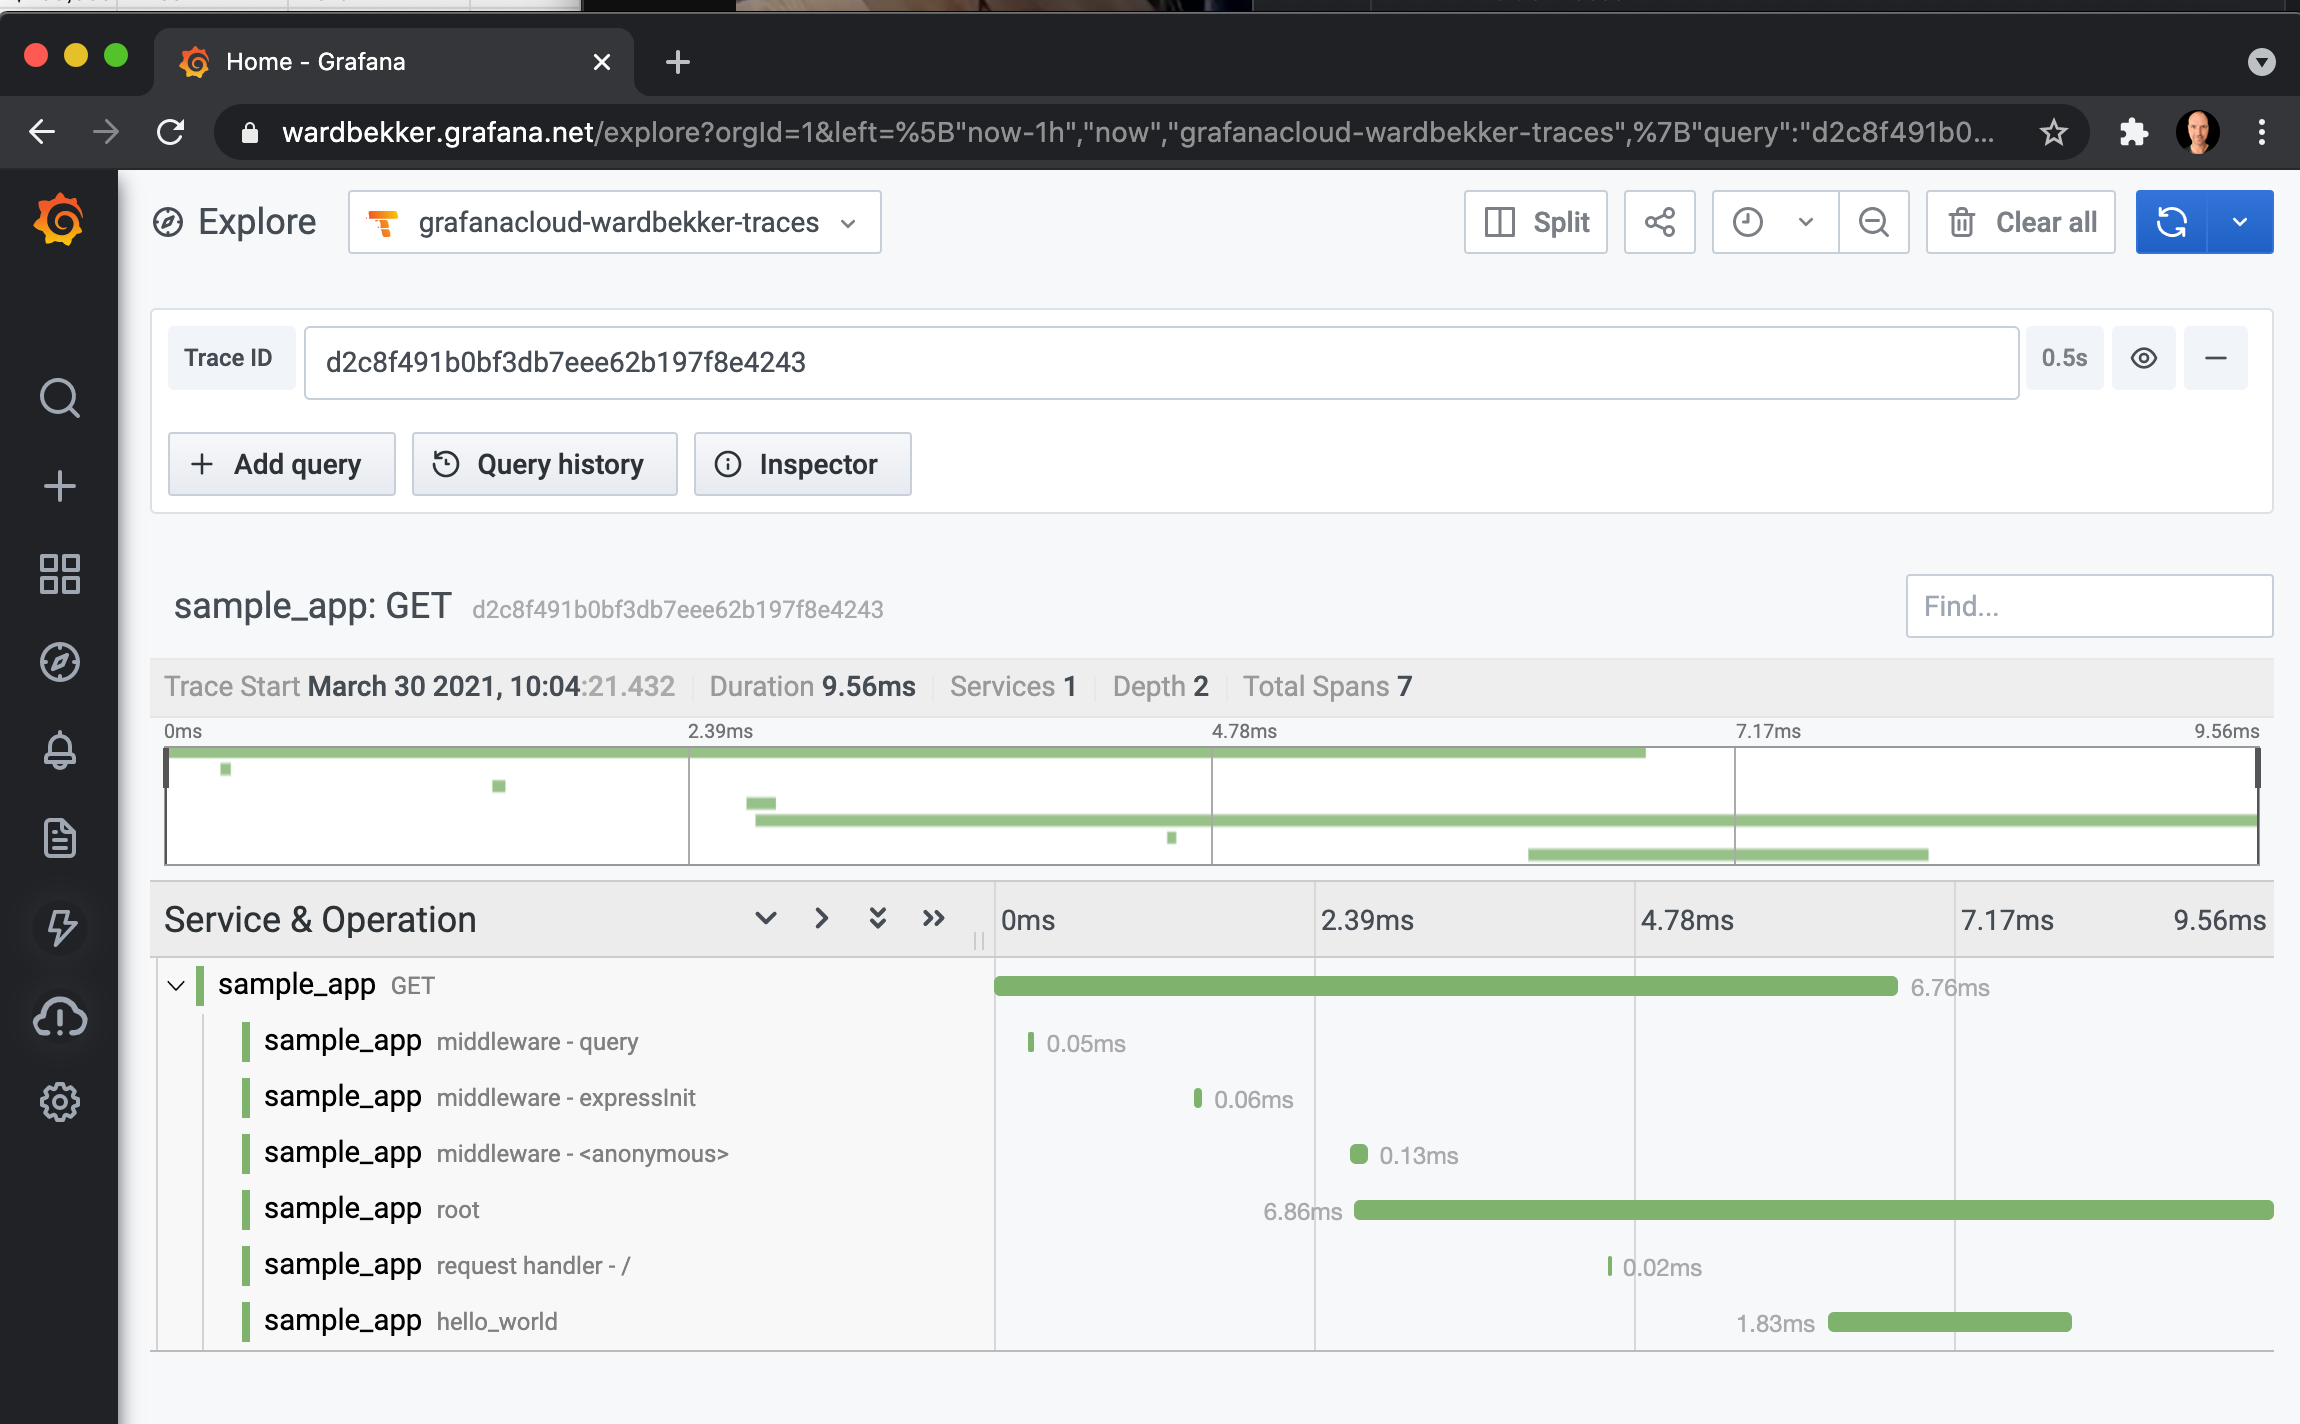 Home - Grafana
wardbekker.grafana.net/explore?orgId=1&left=%5B"now-1h","now","grafanacloud-wardbekker-traces",%7B"query":"d2c8f491b0...
Explore
grafanacloud-wardbekker-traces
Split
Clear all
Trace ID
d2c8f491b0bf3db7eee62b197f8e4243
0.5s
Add query
Query history
Inspector
sample_app: GET d2c8f491b0bf3db7eee62b197f8e4243
Find...
Trace Start March 30 2021, 10:04:21.432 Duration 9.56ms Services 1 Depth 2 Total Spans 7
0ms 2.39ms 4.78ms 7.17ms 9.56ms
Service & Operation 0ms 2.39ms 4.78ms 7.17ms 9.56ms
sample_app GET 6.76ms
sample_app middleware - query 0.05ms
sample_app middleware - expressInit 0.06ms
sample_app middleware - <anonymous> 0.13ms
sample_app root 6.86ms
sample_app request handler - / 0.02ms
sample_app hello_world 1.83ms